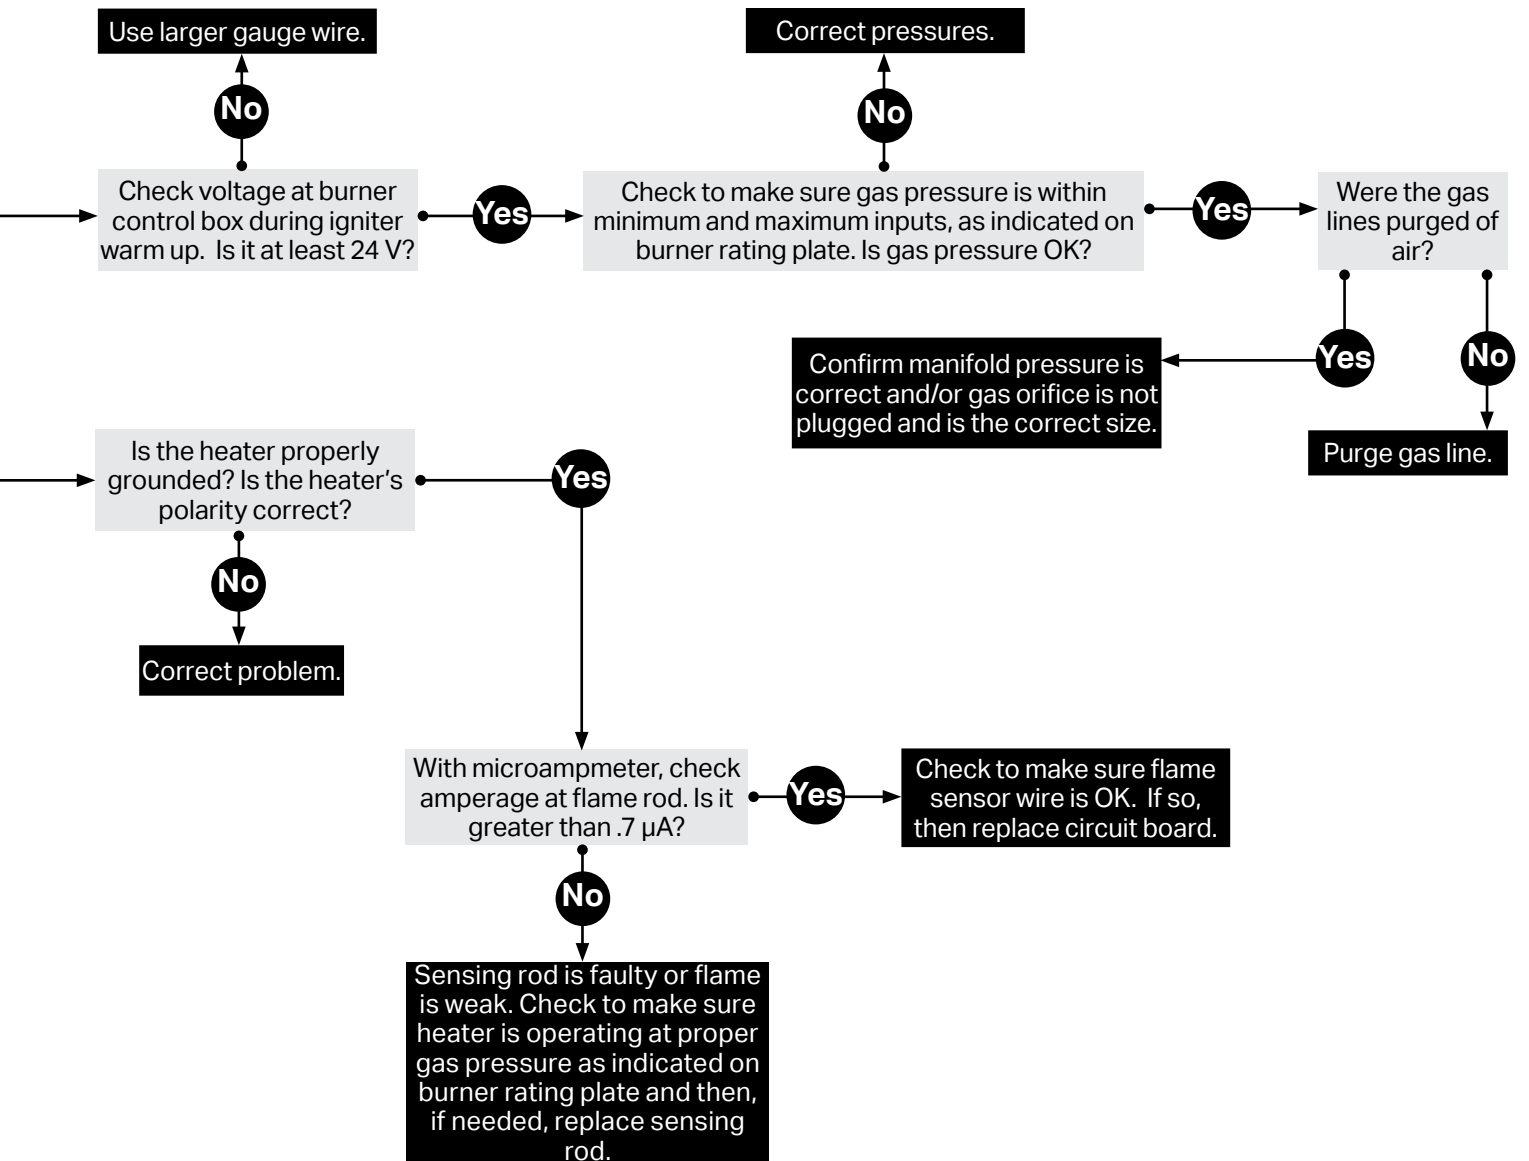 Use larger gauge wire.
Correct pressures.
No
No
Check voltage at burner
control box during igniter
warm up.  Is it at least 24 V?
Yes
Check to make sure gas pressure is within
minimum and maximum inputs, as indicated on
burner rating plate. Is gas pressure OK?
Yes
Were the gas
lines purged of
air?
Yes
No
Confirm manifold pressure is
correct and/or gas orifice is not
plugged and is the correct size.
Purge gas line.
Is the heater properly
grounded? Is the heater's
polarity correct?
Yes
No
Correct problem.
With microampmeter, check
amperage at flame rod. Is it
greater than .7 µA?
Yes
Check to make sure flame
sensor wire is OK.  If so,
then replace circuit board.
No
Sensing rod is faulty or flame
is weak. Check to make sure
heater is operating at proper
gas pressure as indicated on
burner rating plate and then,
if needed, replace sensing
rod.